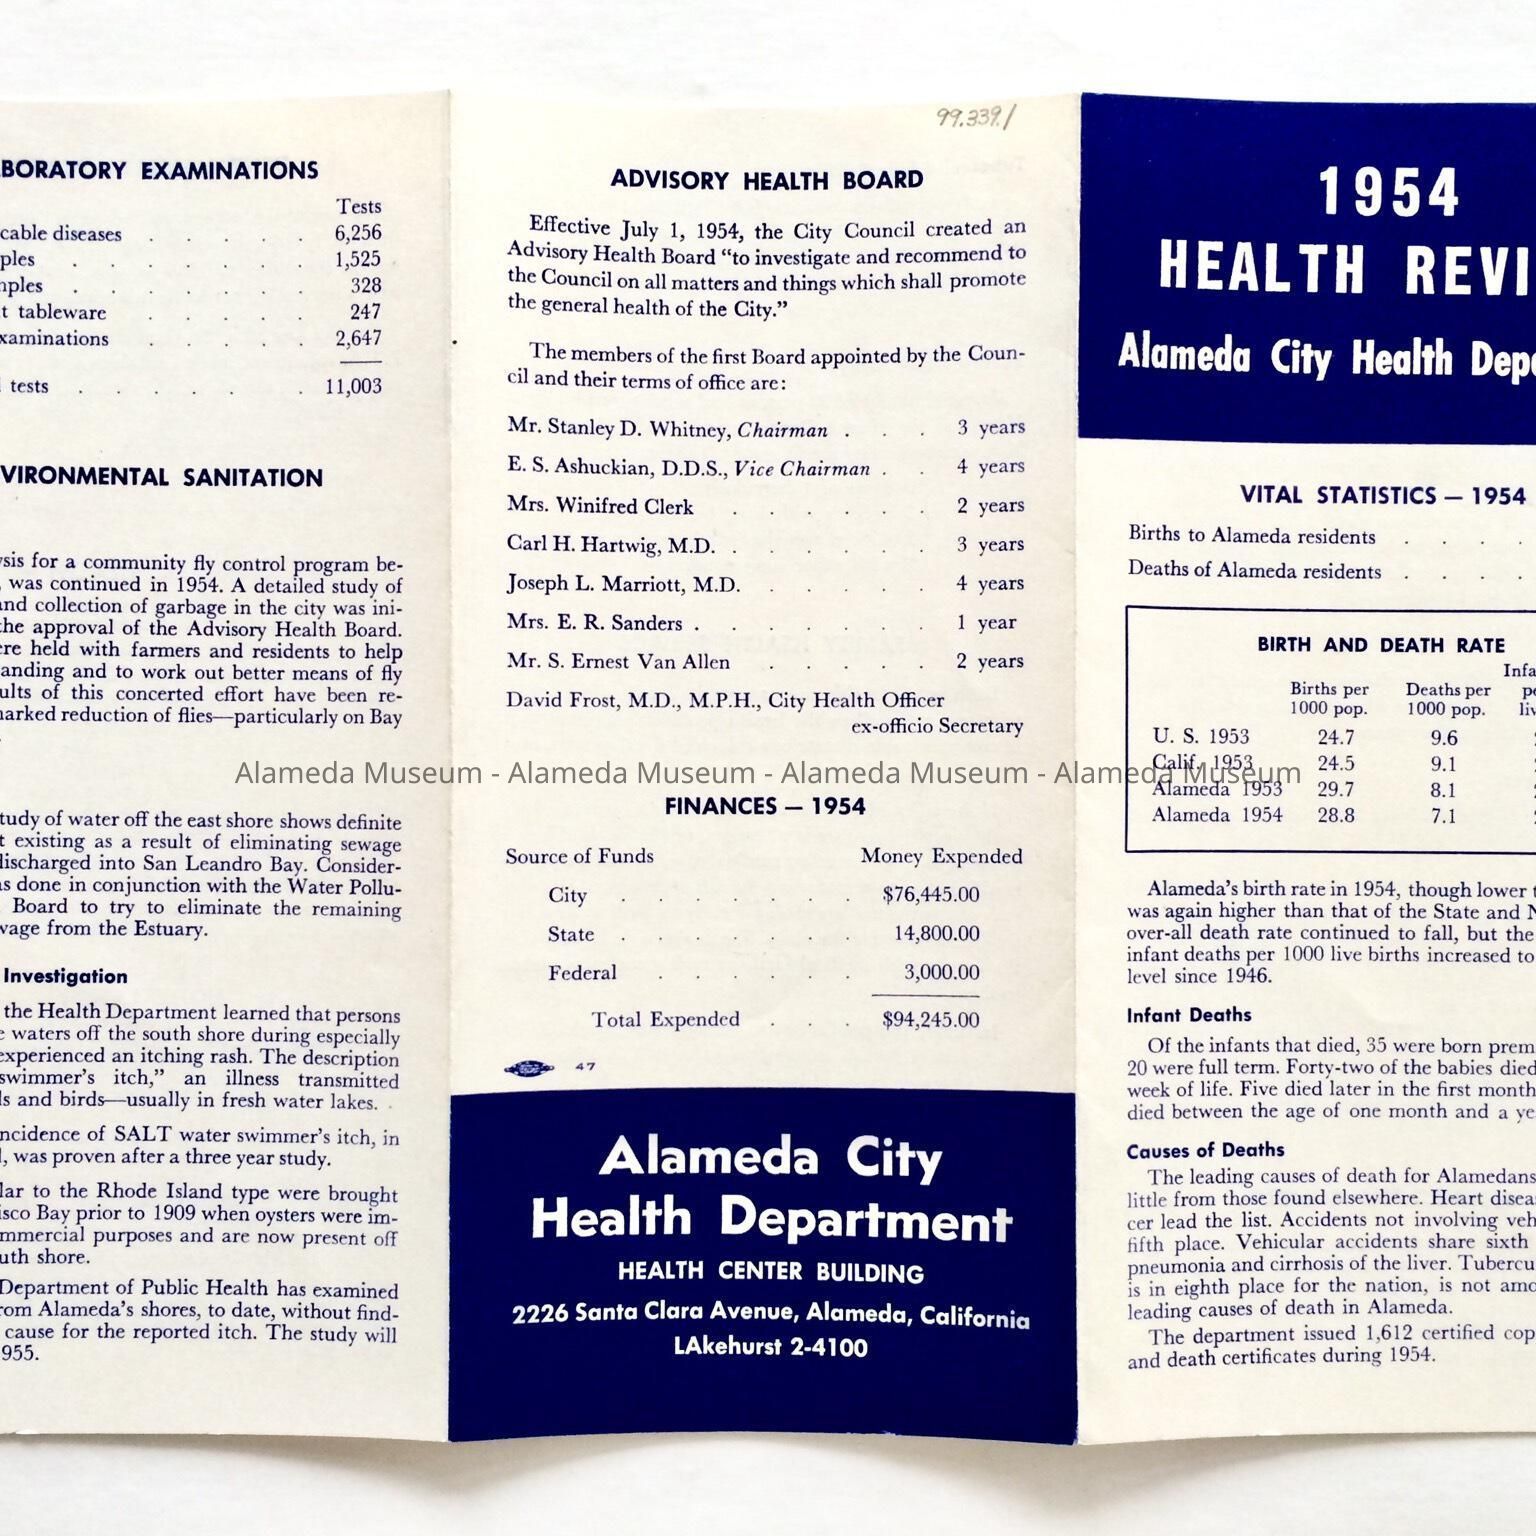 BORATORY EXAMINATIONS
Tests
cable diseases . . . . . 6,256
ples . . . . . . . 1,525
nples . . . . . . . 328
t tableware . . . . . 247
xaminations . . . . . 2,647
tests . . . . . . 11,003
VIRONMENTAL SANITATION
ysis for a community fly control program be-
, was continued in 1954. A detailed study of
and collection of garbage in the city was ini-
the approval of the Advisory Health Board.
ere held with farmers and residents to help
anding and to work out better means of fly
ults of this concerted effort have been re-
marked reduction of flies—particularly on Bay
tudy of water off the east shore shows definite
t existing as a result of eliminating sewage
discharged into San Leandro Bay. Consider-
as done in conjunction with the Water Pollu-
Board to try to eliminate the remaining
wage from the Estuary.
Investigation
the Health Department learned that persons
e waters off the south shore during especially
experienced an itching rash. The description
swimmer's itch," an illness transmitted
ls and birds—usually in fresh water lakes.
ncidence of SALT water swimmer's itch, in
l, was proven after a three year study.
lar to the Rhode Island type were brought
isco Bay prior to 1909 when oysters were im-
mmercial purposes and are now present off
uth shore.
Department of Public Health has examined
rom Alameda's shores, to date, without find-
cause for the reported itch. The study will
955.
99.339.1
ADVISORY HEALTH BOARD
Effective July 1, 1954, the City Council created an
Advisory Health Board "to investigate and recommend to
the Council on all matters and things which shall promote
the general health of the City."
The members of the first Board appointed by the Coun-
cil and their terms of office are:
Mr. Stanley D. Whitney, Chairman . . . 3 years
E. S. Ashuckian, D.D.S., Vice Chairman . . 4 years
Mrs. Winifred Clerk . . . . . . 2 years
Carl H. Hartwig, M.D. . . . . . . 3 years
Joseph L. Marriott, M.D. . . . . . 4 years
Mrs. E. R. Sanders . . . . . . . 1 year
Mr. S. Ernest Van Allen . . . . . 2 years
David Frost, M.D., M.P.H., City Health Officer
ex-officio Secretary
Alameda Museum - Alameda Museum - Alameda Museum - Alameda Museum
FINANCES — 1954
Source of Funds Money Expended
City . . . . . . . $76,445.00
State . . . . . . . 14,800.00
Federal . . . . . . 3,000.00
Total Expended . . . $94,245.00
47
Alameda City
Health Department
HEALTH CENTER BUILDING
2226 Santa Clara Avenue, Alameda, California
LAkehurst 2-4100
1954
HEALTH REVI
Alameda City Health Depa
VITAL STATISTICS — 1954
Births to Alameda residents . . . .
Deaths of Alameda residents . . . .
BIRTH AND DEATH RATE
Infa
Births per Deaths per pe
1000 pop. 1000 pop. liv
U. S. 1953 24.7 9.6
Calif. 1953 24.5 9.1
Alameda 1953 29.7 8.1
Alameda 1954 28.8 7.1
Alameda's birth rate in 1954, though lower t
was again higher than that of the State and N
over-all death rate continued to fall, but the
infant deaths per 1000 live births increased to
level since 1946.
Infant Deaths
Of the infants that died, 35 were born prem
20 were full term. Forty-two of the babies died
week of life. Five died later in the first month
died between the age of one month and a ye
Causes of Deaths
The leading causes of death for Alamedans
little from those found elsewhere. Heart disea
cer lead the list. Accidents not involving veh
fifth place. Vehicular accidents share sixth
pneumonia and cirrhosis of the liver. Tubercu
is in eighth place for the nation, is not amo
leading causes of death in Alameda.
The department issued 1,612 certified cop
and death certificates during 1954.